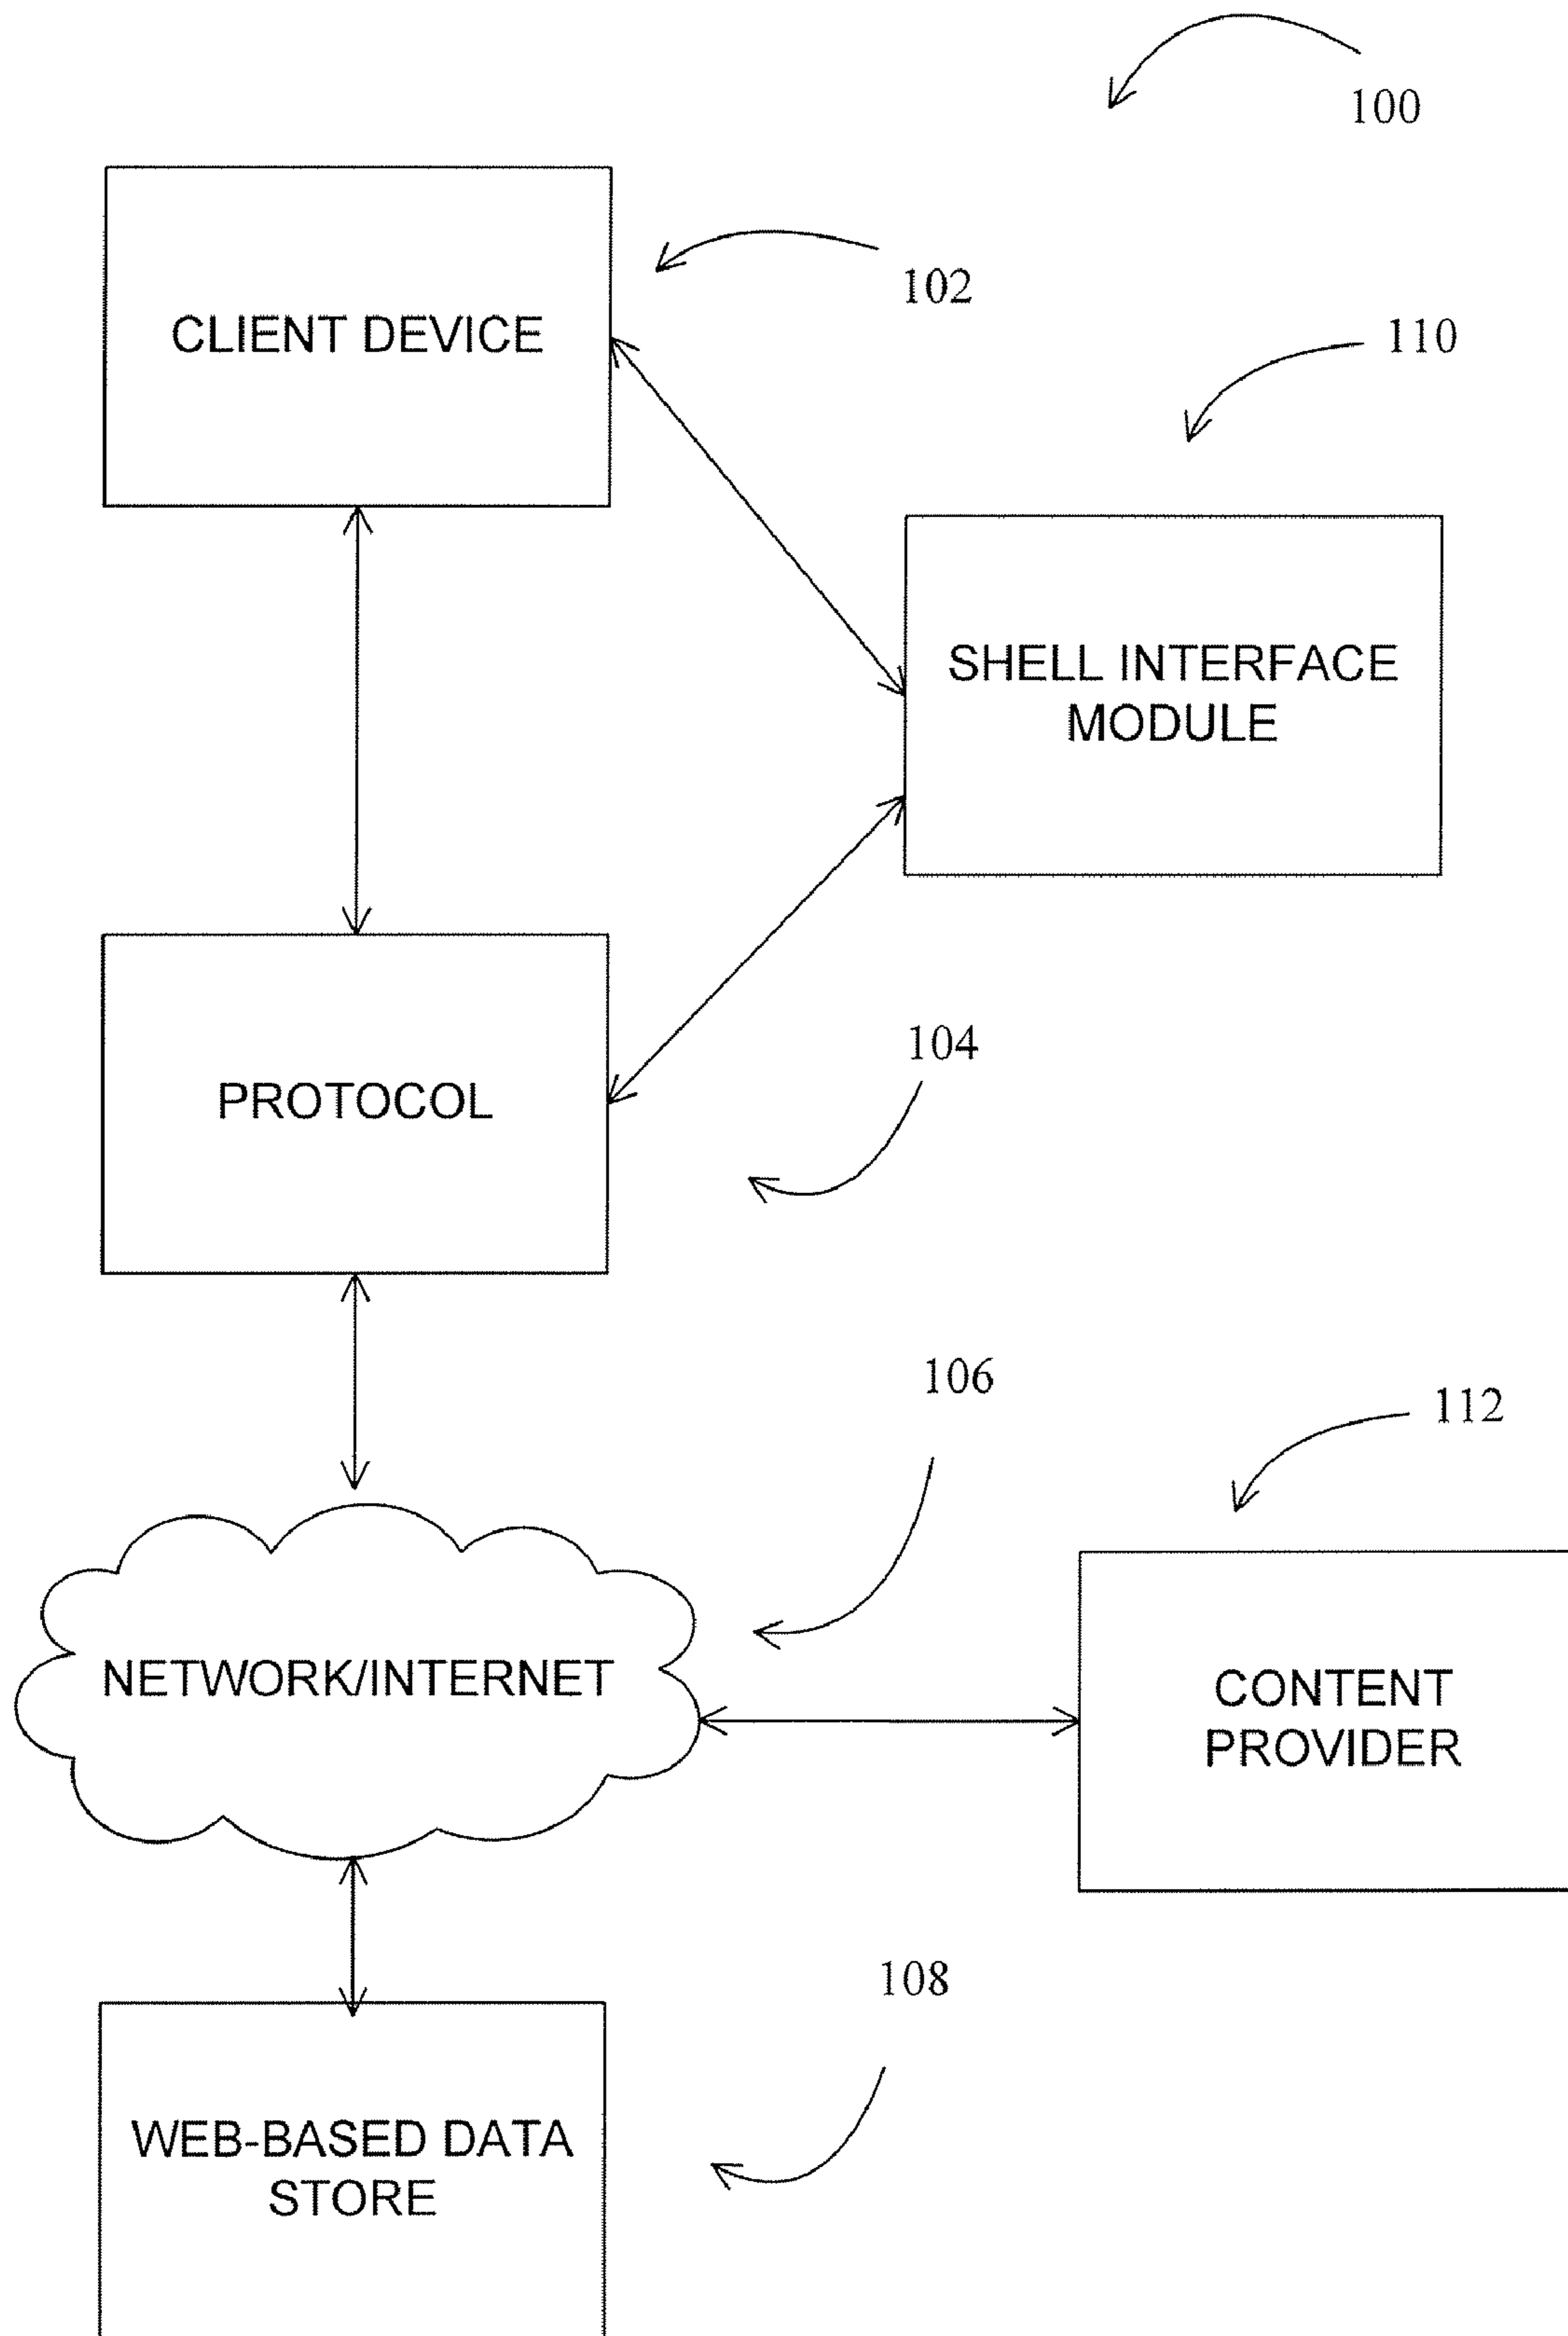 100
102
CLIENT DEVICE
110
SHELL INTERFACE
MODULE
104
PROTOCOL
106
112
NETWORK/INTERNET
CONTENT
PROVIDER
108
WEB-BASED DATA
STORE